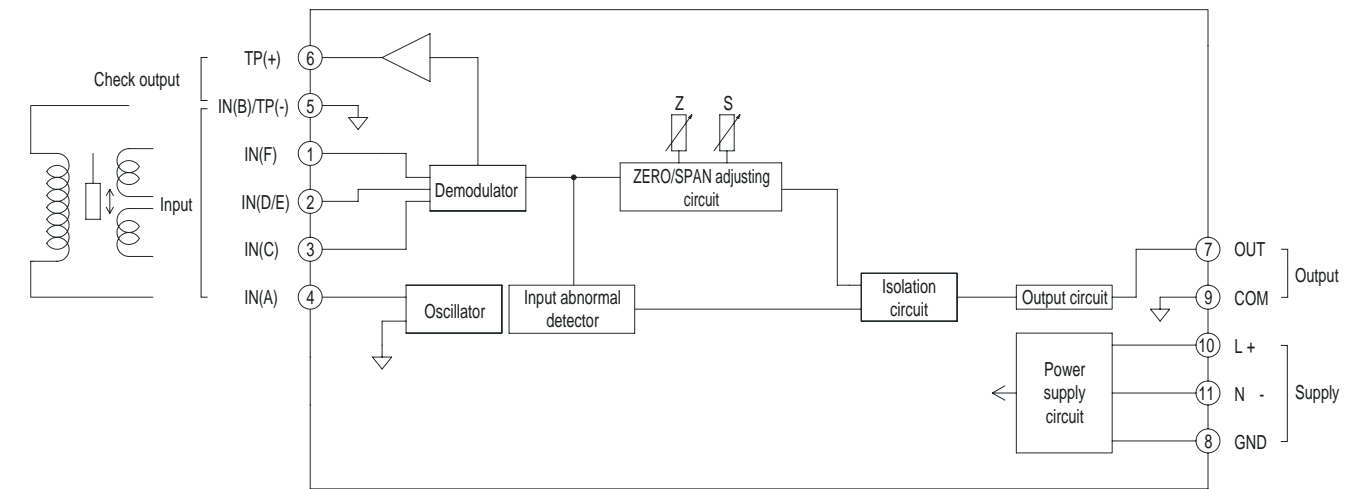 TP(+)
6
Check output
IN(B)/TP(-)
5
Z
S
IN(F)
1
Demodulator
ZERO/SPAN adjusting
circuit
Input
IN(D/E)
2
IN(C)
3
7
OUT
Output
IN(A)
4
Oscillator
Input abnormal
detector
Isolation
circuit
Output circuit
9
COM
10
L +
Power
supply
circuit
11
N -
Supply
8
GND